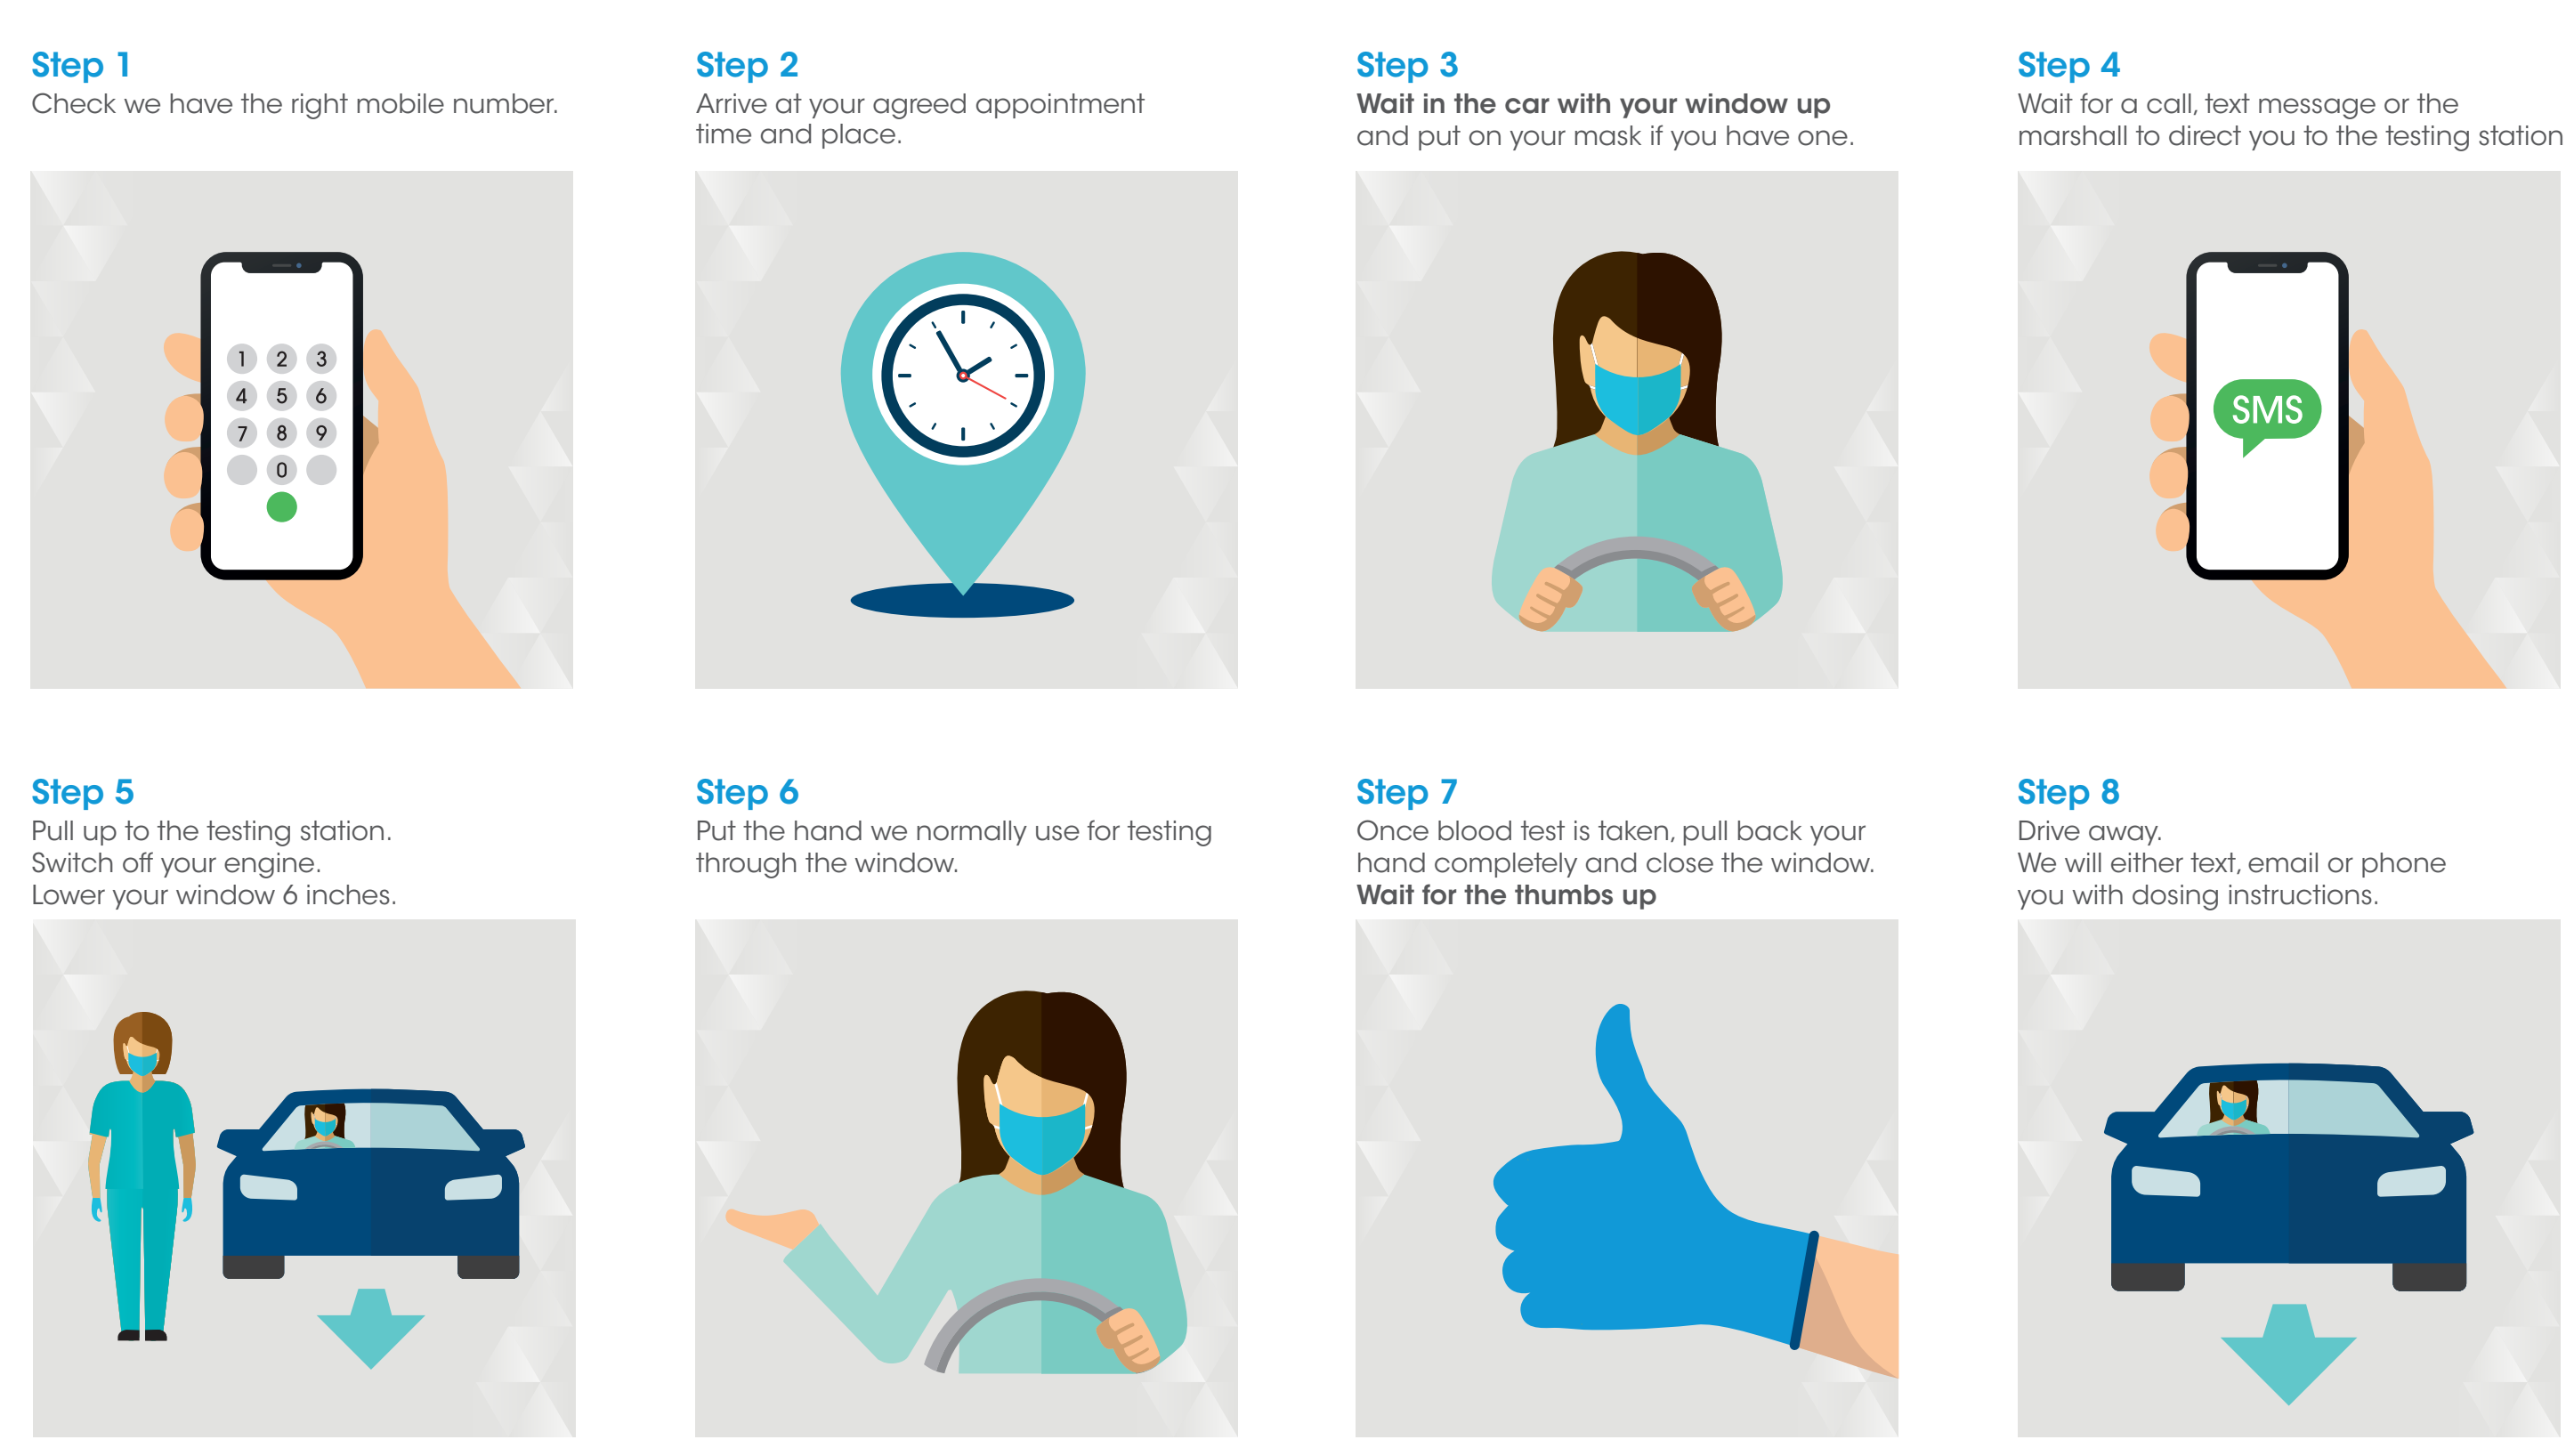 Step 1
Check we have the right mobile number.
1 2 3
4 5 6
7 8 9
0
Step 2
Arrive at your agreed appointment
time and place.
Step 3
Wait in the car with your window up
and put on your mask if you have one.
Step 4
Wait for a call, text message or the
marshall to direct you to the testing station
SMS
Step 5
Pull up to the testing station.
Switch off your engine.
Lower your window 6 inches.
Step 6
Put the hand we normally use for testing
through the window.
Step 7
Once blood test is taken, pull back your
hand completely and close the window.
Wait for the thumbs up
Step 8
Drive away.
We will either text, email or phone
you with dosing instructions.